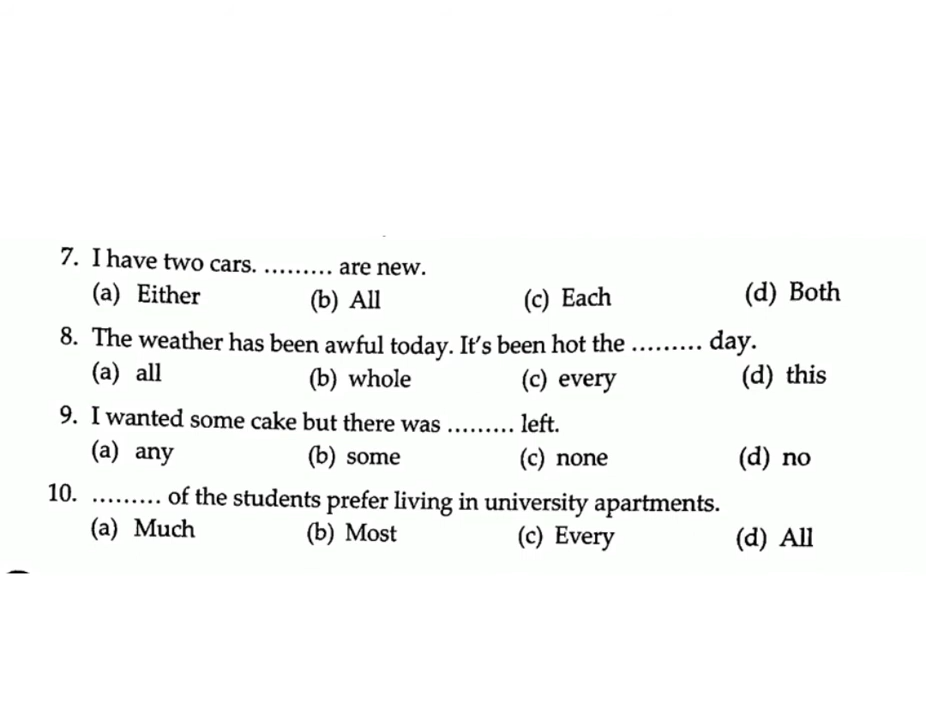 7. I have two cars. ......... are new.
(a) Either (b) All (c) Each (d) Both
8. The weather has been awful today. It's been hot the ......... day.
(a) all (b) whole (c) every (d) this
9. I wanted some cake but there was ......... left.
(a) any (b) some (c) none (d) no
10. ......... of the students prefer living in university apartments.
(a) Much (b) Most (c) Every (d) All